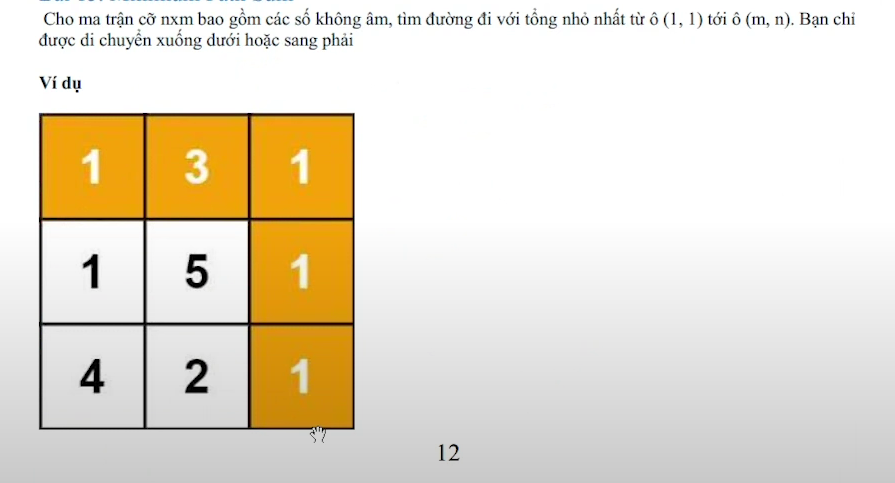 Cho ma trận cỡ nxm bao gồm các số không âm, tìm đường đi với tổng nhỏ nhất từ ô (1, 1) tới ô (m, n). Bạn chỉ
được di chuyển xuống dưới hoặc sang phải
Ví dụ
1 3 1
1 5 1
4 2 1
12